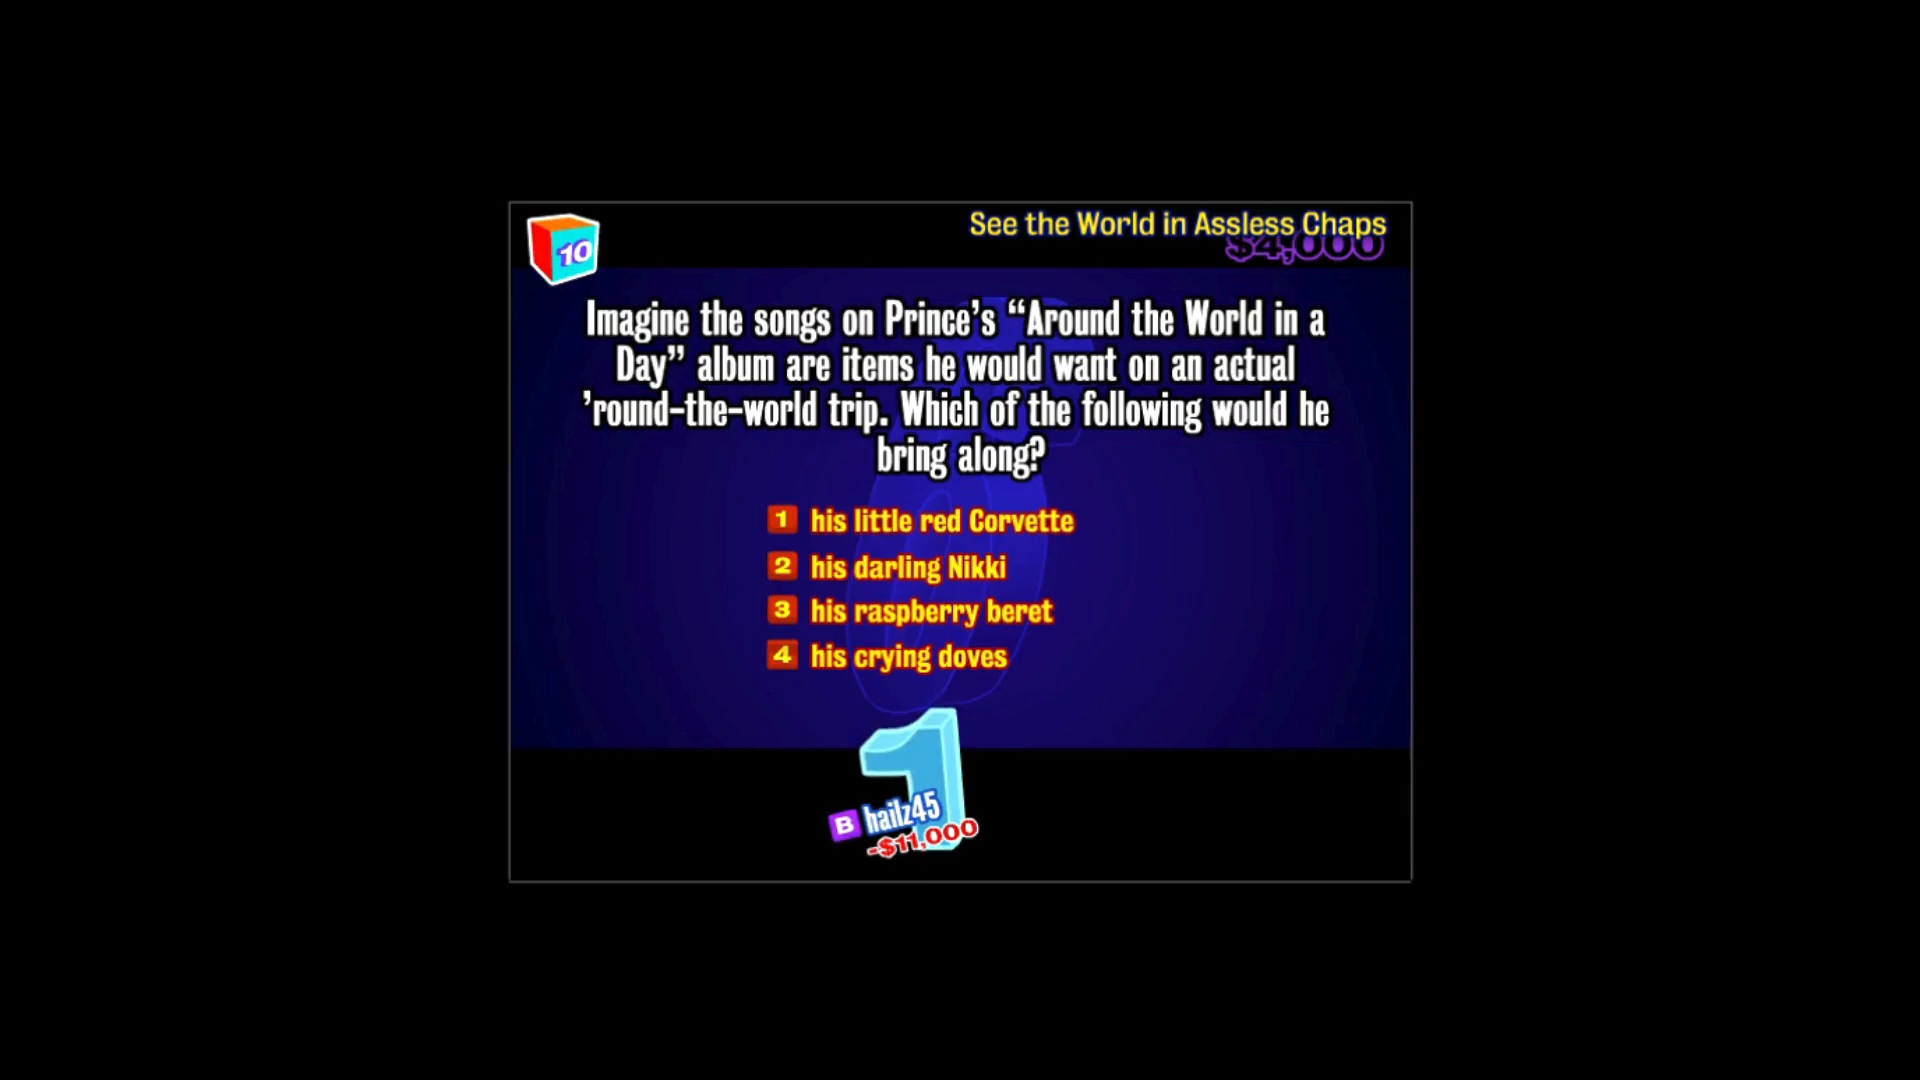 10
See the World in Assless Chaps
$4,000
Imagine the songs on Prince’s “Around the World in a
Day” album are items he would want on an actual
’round-the-world trip. Which of the following would he
bring along?
1 his little red Corvette
2 his darling Nikki
3 his raspberry beret
4 his crying doves
1
B hailz45
-$11,000